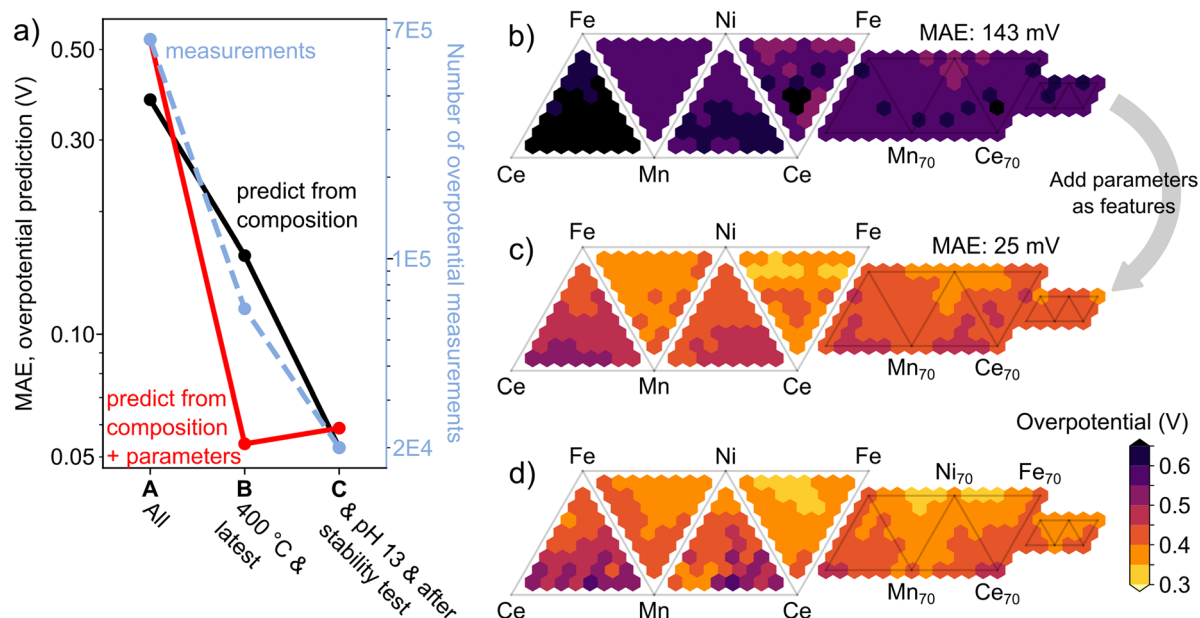 a)
MAE, overpotential prediction (V)
0.50
0.30
0.10
0.05
measurements
predict from
composition
predict from
composition
+ parameters
7E5
1E5
2E4
Number of overpotential measurements
A
All
B
400 °C &
latest
C
& pH 13 & after
stability test
b)
Fe Ni Fe
MAE: 143 mV
Ce Mn Ce
Mn70 Ce70
Add parameters
as features
c)
Fe Ni Fe
MAE: 25 mV
Ce Mn Ce
Mn70 Ce70
d)
Fe Ni Fe
Ni70 Fe70
Ce Mn Ce
Mn70 Ce70
Overpotential (V)
0.6
0.5
0.4
0.3